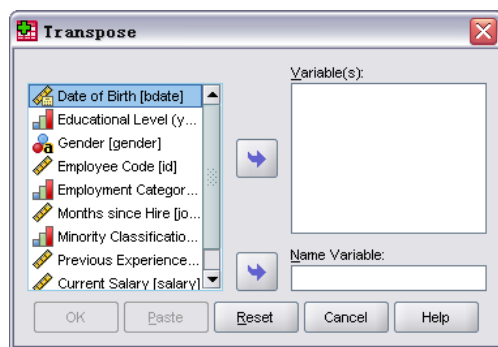 Transpose
Variable(s):
Date of Birth [bdate]
Educational Level (y...
Gender [gender]
Employee Code [id]
Employment Categor...
Months since Hire [jo...
Minority Classificatio...
Previous Experience...
Current Salary [salary]
Name Variable:
OK
Paste
Reset
Cancel
Help